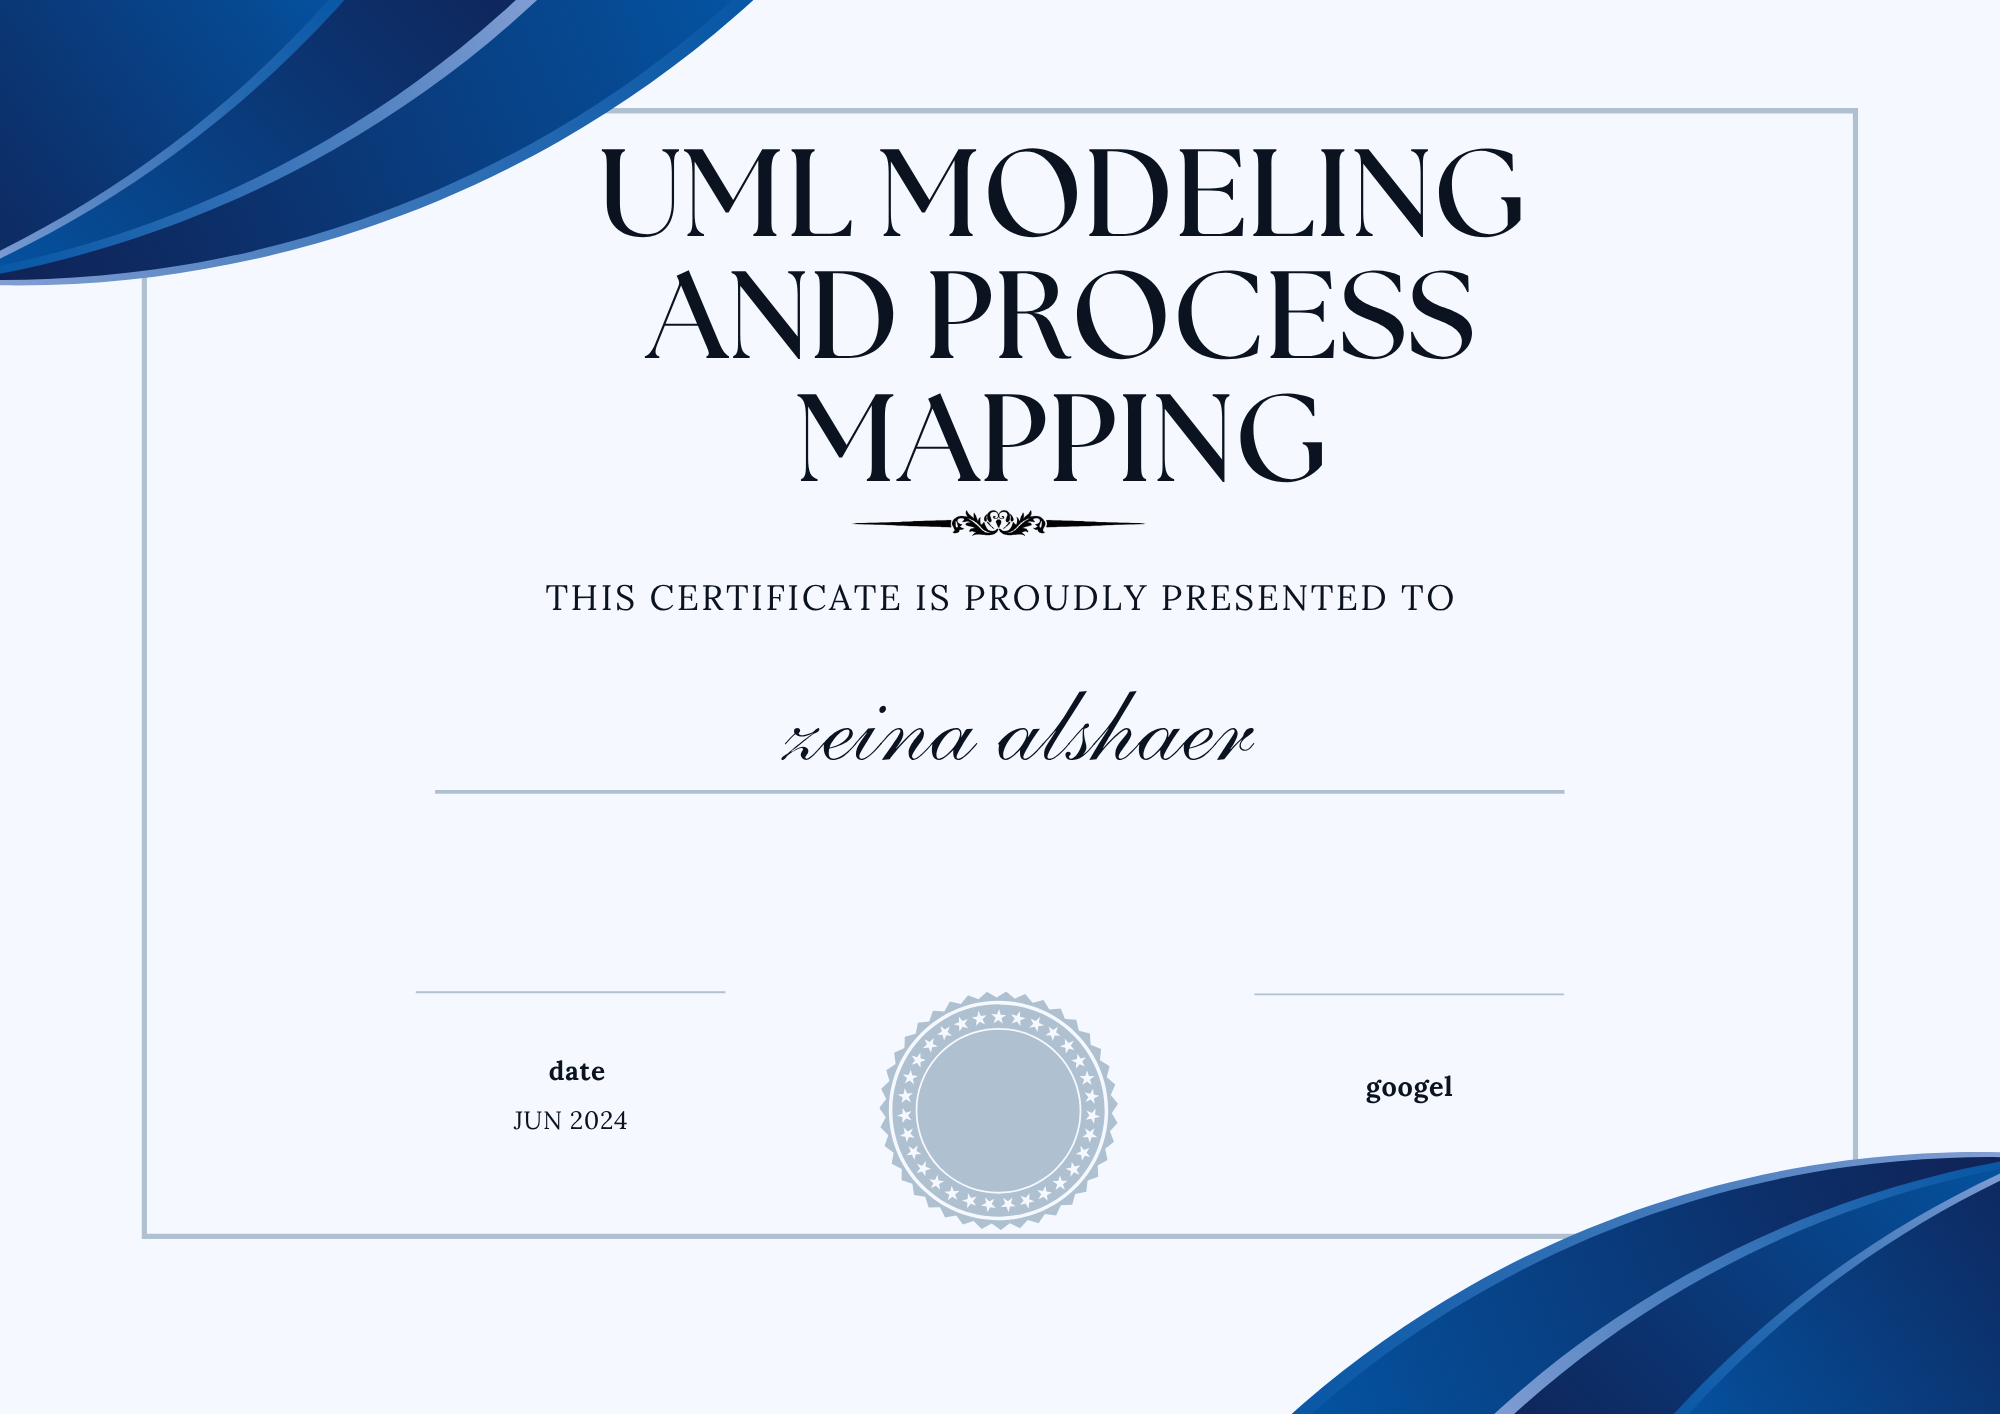 UML MODELING
AND PROCESS
MAPPING
THIS CERTIFICATE IS PROUDLY PRESENTED TO
zeina alshaer
date
JUN 2024
googel